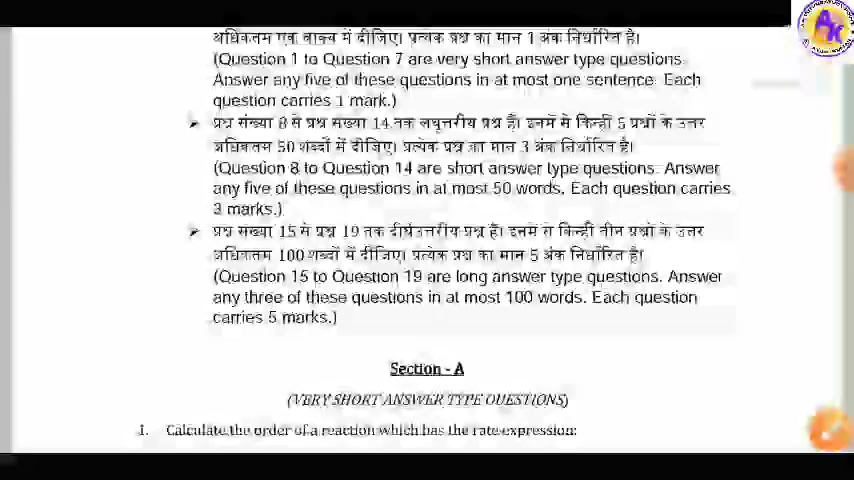 अधिकतम एक वाक्य में दीजिए। प्रत्येक प्रश्न का मान 1 अंक निर्धारित है।
(Question 1 to Question 7 are very short answer type questions.
Answer any five of these questions in at most one sentence. Each
question carries 1 mark.)
➤ प्रश्न संख्या 8 से प्रश्न संख्या 14 तक लघूत्तरीय प्रश्न हैं। इनमें से किन्हीं 5 प्रश्नों के उत्तर
अधिकतम 50 शब्दों में दीजिए। प्रत्येक प्रश्न का मान 3 अंक निर्धारित है।
(Question 8 to Question 14 are short answer type questions. Answer
any five of these questions in at most 50 words. Each question carries
3 marks.)
➤ प्रश्न संख्या 15 से प्रश्न 19 तक दीर्घउत्तरीय प्रश्न हैं। इनमें से किन्हीं तीन प्रश्नों के उत्तर
अधिकतम 100 शब्दों में दीजिए। प्रत्येक प्रश्न का मान 5 अंक निर्धारित है।
(Question 15 to Question 19 are long answer type questions. Answer
any three of these questions in at most 100 words. Each question
carries 5 marks.)
Section - A
(VERY SHORT ANSWER TYPE QUESTIONS)
1. Calculate the order of a reaction which has the rate expression:
AK